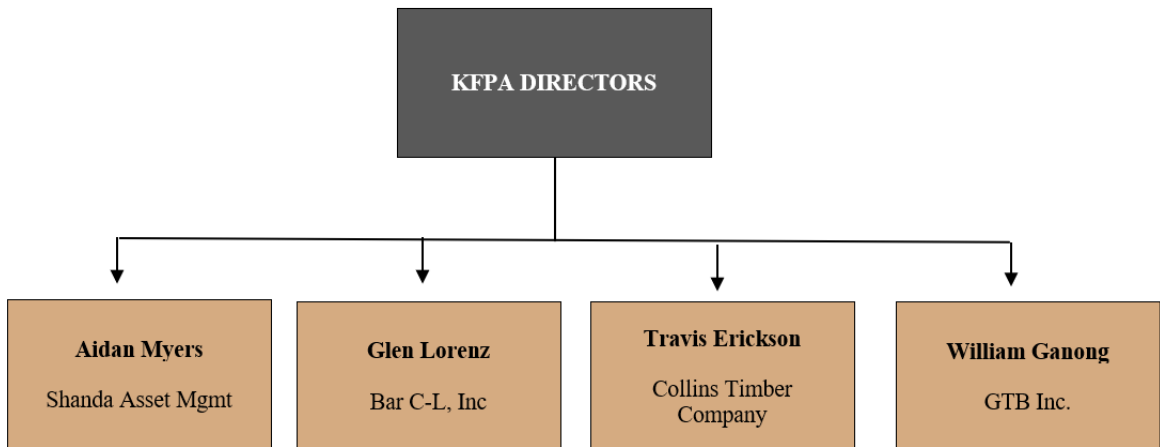 KFPA DIRECTORS
Aidan Myers
Shanda Asset Mgmt
Glen Lorenz
Bar C-L, Inc
Travis Erickson
Collins Timber
Company
William Ganong
GTB Inc.